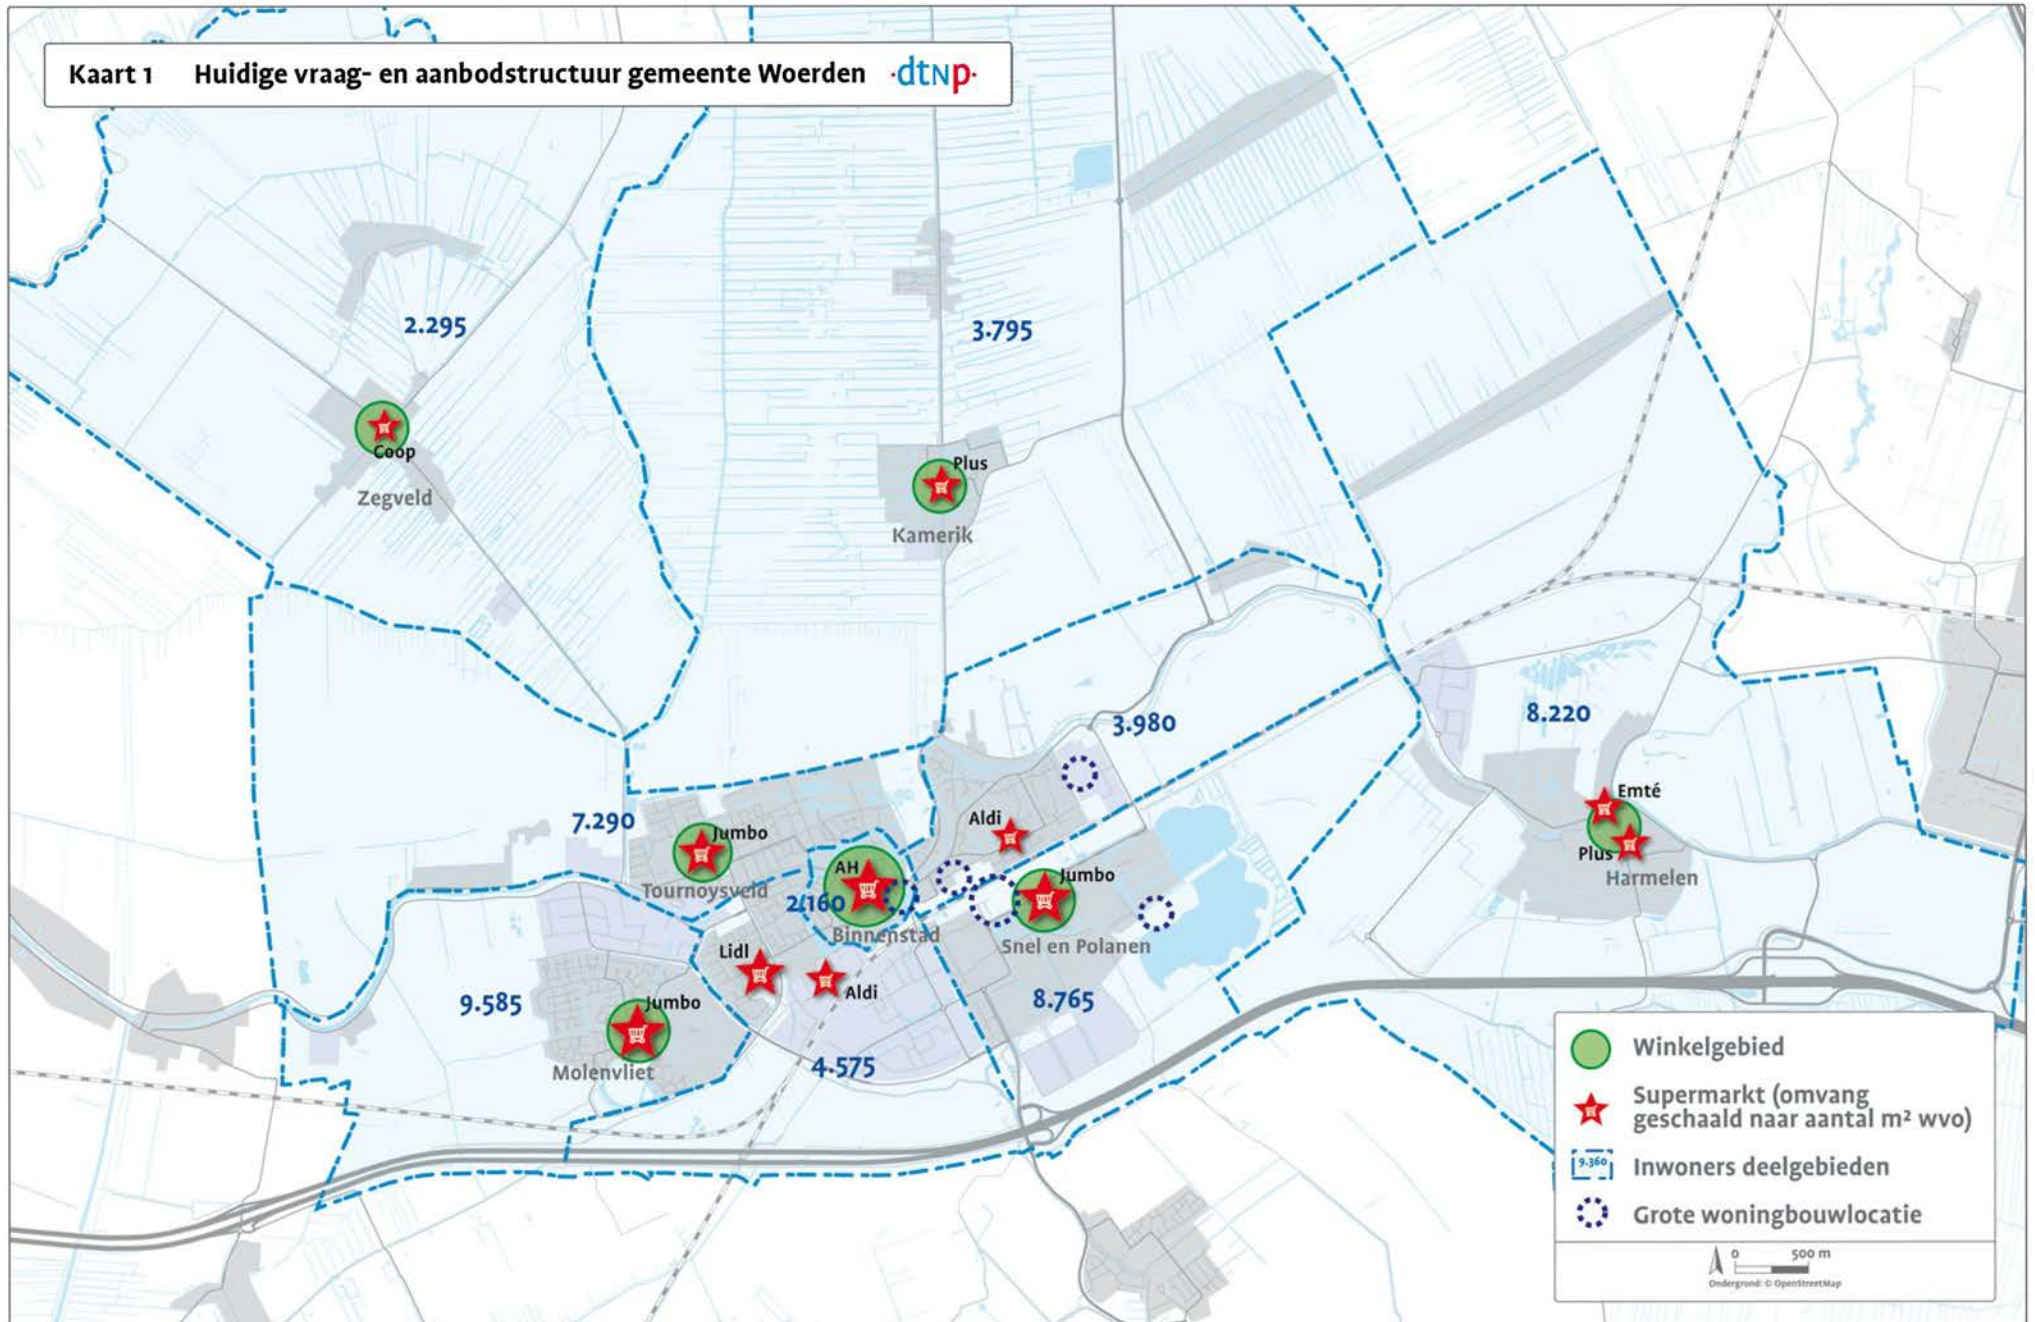 Kaart 1 Huidige vraag- en aanbodstructuur gemeente Woerden ·dtNp·
2.295
3.795
Coop
Zegveld
Plus
Kamerik
3.980
8.220
7.290
Jumbo
Tournoysveld
AH
2.160
Binnenstad
Aldi
Jumbo
Snel en Polanen
Emté
Plus
Harmelen
Lidl
Aldi
9.585
Jumbo
Molenvliet
4.575
8.765
Winkelgebied
Supermarkt (omvang
geschaald naar aantal m² wvo)
9.360 Inwoners deelgebieden
Grote woningbouwlocatie
0 500 m
Ondergrond: © OpenStreetMap